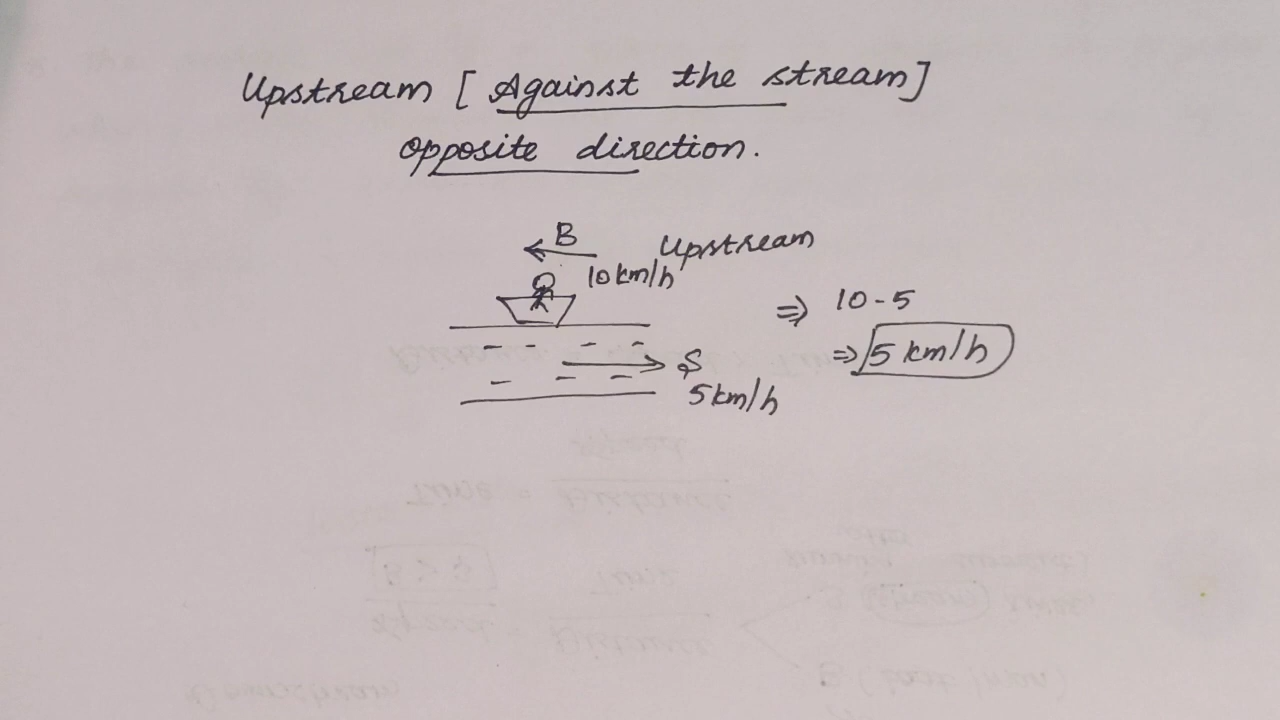 Upstream [Against the stream]
opposite direction.
B
Upstream
10km/h
⇒ 10-5
⇒ 5 km/h
S
5km/h